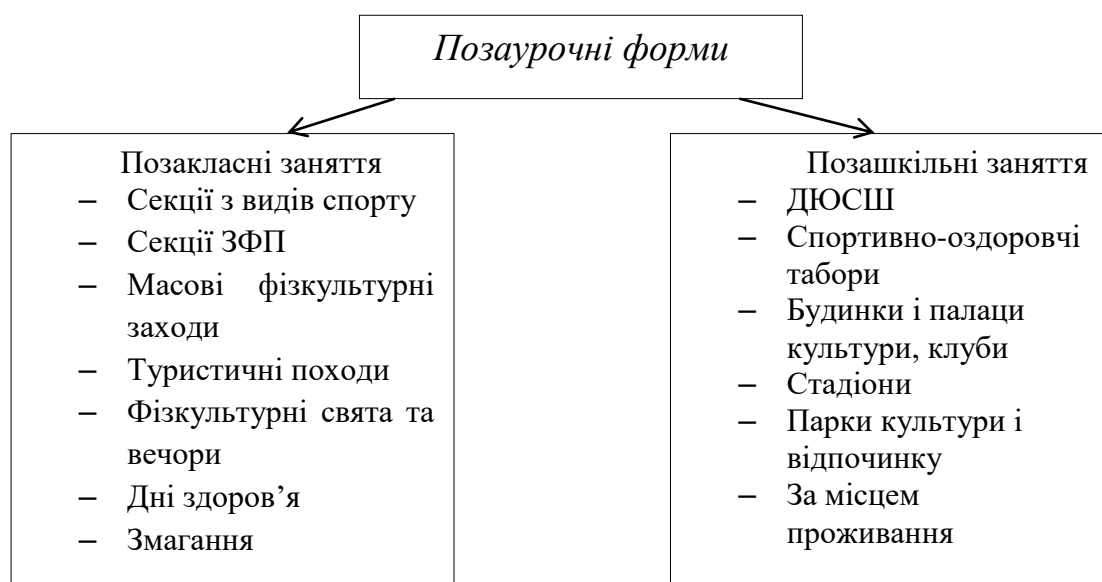 Позаурочні форми
Позакласні заняття
– Секції з видів спорту
– Секції ЗФП
– Масові фізкультурні
заходи
– Туристичні походи
– Фізкультурні свята та
вечори
– Дні здоров’я
– Змагання
Позашкільні заняття
– ДЮСШ
– Спортивно-оздоровчі
табори
– Будинки і палаци
культури, клуби
– Стадіони
– Парки культури і
відпочинку
– За місцем
проживання